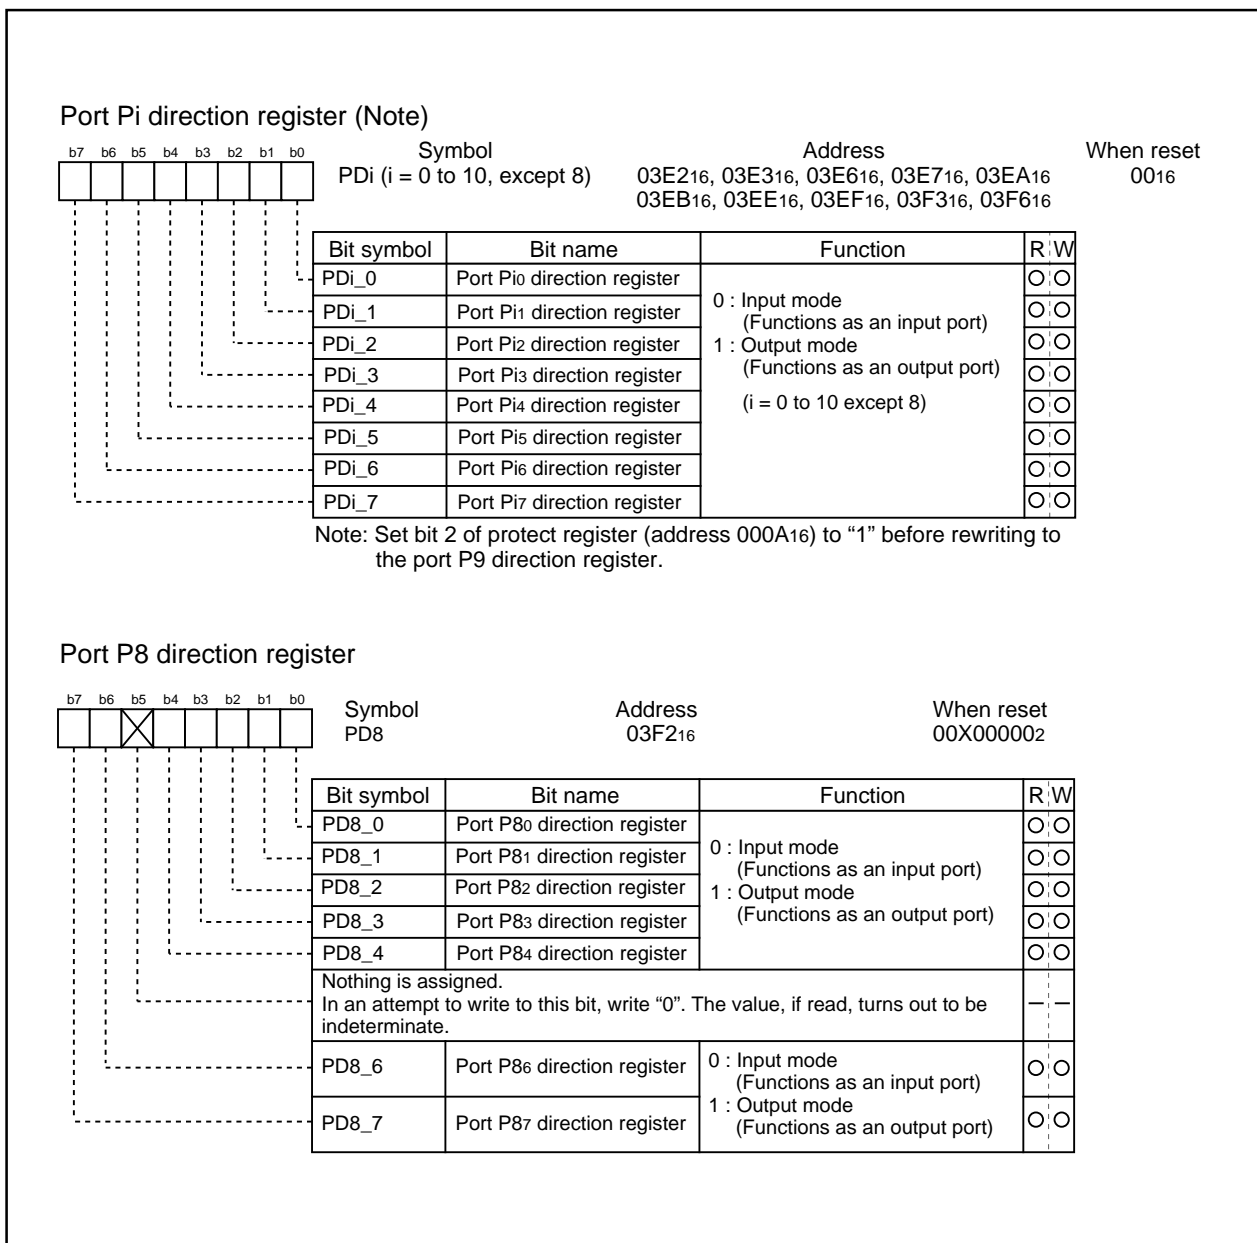 Port Pi direction register (Note)
b7 b6 b5 b4 b3 b2 b1 b0
Symbol Address When reset
PDi (i = 0 to 10, except 8) 03E216, 03E316, 03E616, 03E716, 03EA16 0016
03EB16, 03EE16, 03EF16, 03F316, 03F616
Bit symbol Bit name Function R W
PDi_0 Port Pi0 direction register
PDi_1 Port Pi1 direction register
PDi_2 Port Pi2 direction register
PDi_3 Port Pi3 direction register
PDi_4 Port Pi4 direction register
PDi_5 Port Pi5 direction register
PDi_6 Port Pi6 direction register
PDi_7 Port Pi7 direction register
0 : Input mode
(Functions as an input port)
1 : Output mode
(Functions as an output port)
(i = 0 to 10 except 8)
Note: Set bit 2 of protect register (address 000A16) to “1” before rewriting to
the port P9 direction register.
Port P8 direction register
b7 b6 b5 b4 b3 b2 b1 b0
Symbol Address When reset
PD8 03F216 00X000002
Bit symbol Bit name Function R W
PD8_0 Port P80 direction register
PD8_1 Port P81 direction register
PD8_2 Port P82 direction register
PD8_3 Port P83 direction register
PD8_4 Port P84 direction register
0 : Input mode
(Functions as an input port)
1 : Output mode
(Functions as an output port)
Nothing is assigned.
In an attempt to write to this bit, write “0”. The value, if read, turns out to be
indeterminate.
PD8_6 Port P86 direction register
PD8_7 Port P87 direction register
0 : Input mode
(Functions as an input port)
1 : Output mode
(Functions as an output port)